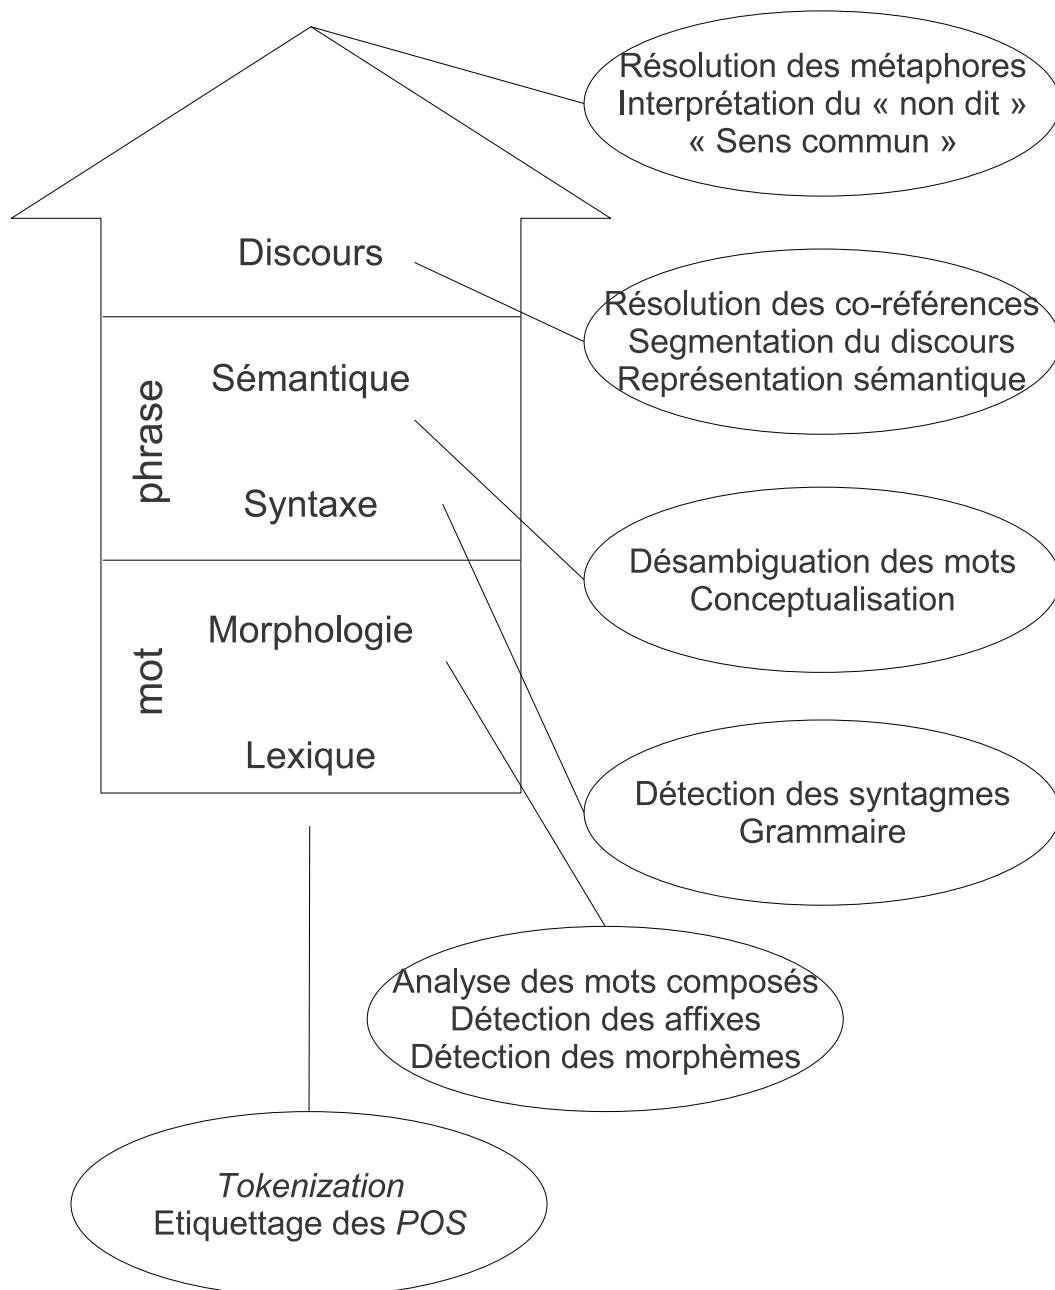 Résolution des métaphores
Interprétation du « non dit »
« Sens commun »
Discours
Résolution des co-références
Segmentation du discours
Représentation sémantique
phrase
Sémantique
Syntaxe
Désambiguation des mots
Conceptualisation
mot
Morphologie
Lexique
Détection des syntagmes
Grammaire
Analyse des mots composés
Détection des affixes
Détection des morphèmes
Tokenization
Etiquettage des POS